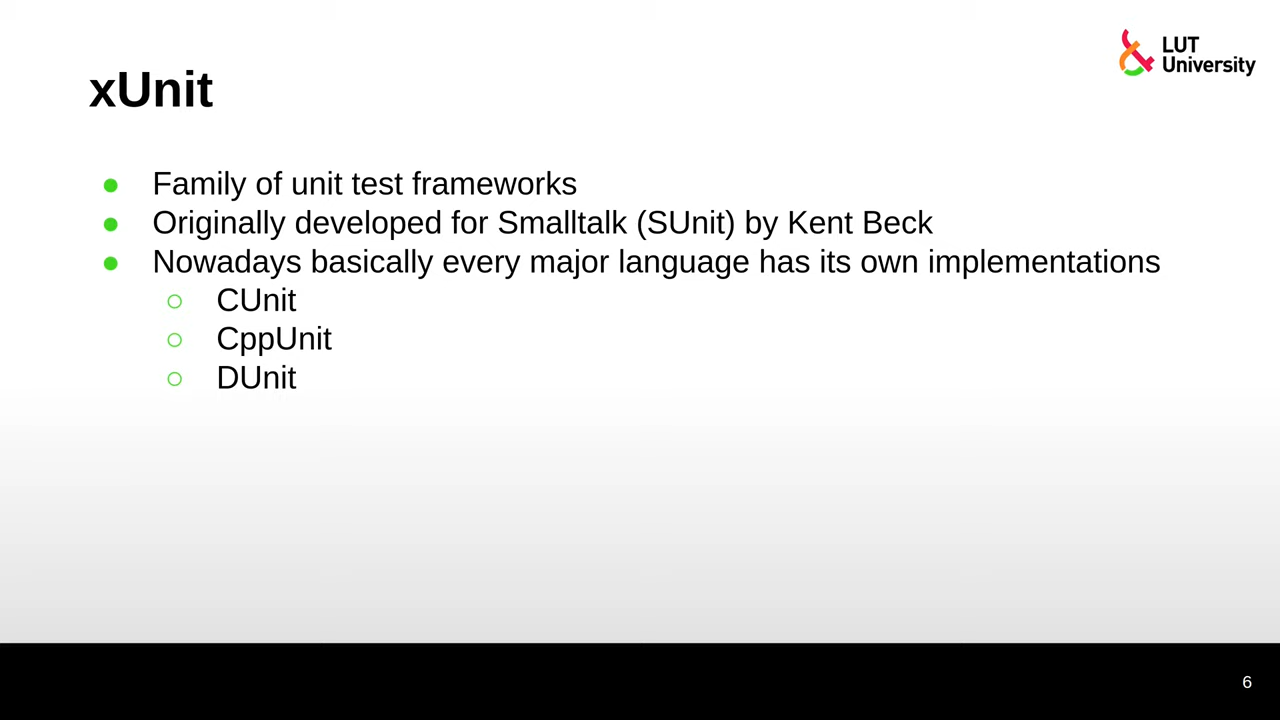 LUT
University
xUnit
● Family of unit test frameworks
● Originally developed for Smalltalk (SUnit) by Kent Beck
● Nowadays basically every major language has its own implementations
○ CUnit
○ CppUnit
○ DUnit
6